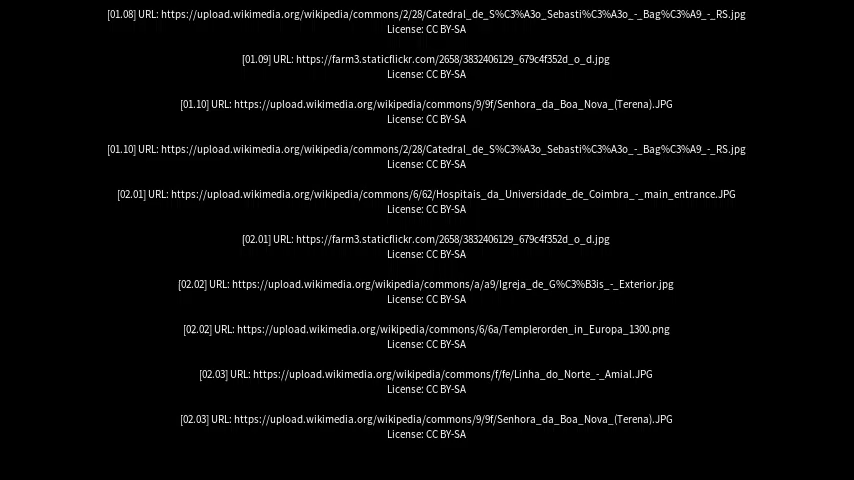 [01.08] URL: https://upload.wikimedia.org/wikipedia/commons/2/28/Catedral_de_S%C3%A3o_Sebasti%C3%A3o_-_Bag%C3%A9_-_RS.jpg
License: CC BY-SA
[01.09] URL: https://farm3.staticflickr.com/2658/3832406129_679c4f352d_o_d.jpg
License: CC BY-SA
[01.10] URL: https://upload.wikimedia.org/wikipedia/commons/9/9f/Senhora_da_Boa_Nova_(Terena).JPG
License: CC BY-SA
[01.10] URL: https://upload.wikimedia.org/wikipedia/commons/2/28/Catedral_de_S%C3%A3o_Sebasti%C3%A3o_-_Bag%C3%A9_-_RS.jpg
License: CC BY-SA
[02.01] URL: https://upload.wikimedia.org/wikipedia/commons/6/62/Hospitais_da_Universidade_de_Coimbra_-_main_entrance.JPG
License: CC BY-SA
[02.01] URL: https://farm3.staticflickr.com/2658/3832406129_679c4f352d_o_d.jpg
License: CC BY-SA
[02.02] URL: https://upload.wikimedia.org/wikipedia/commons/a/a9/Igreja_de_G%C3%B3is_-_Exterior.jpg
License: CC BY-SA
[02.02] URL: https://upload.wikimedia.org/wikipedia/commons/6/6a/Templerorden_in_Europa_1300.png
License: CC BY-SA
[02.03] URL: https://upload.wikimedia.org/wikipedia/commons/f/fe/Linha_do_Norte_-_Amial.JPG
License: CC BY-SA
[02.03] URL: https://upload.wikimedia.org/wikipedia/commons/9/9f/Senhora_da_Boa_Nova_(Terena).JPG
License: CC BY-SA